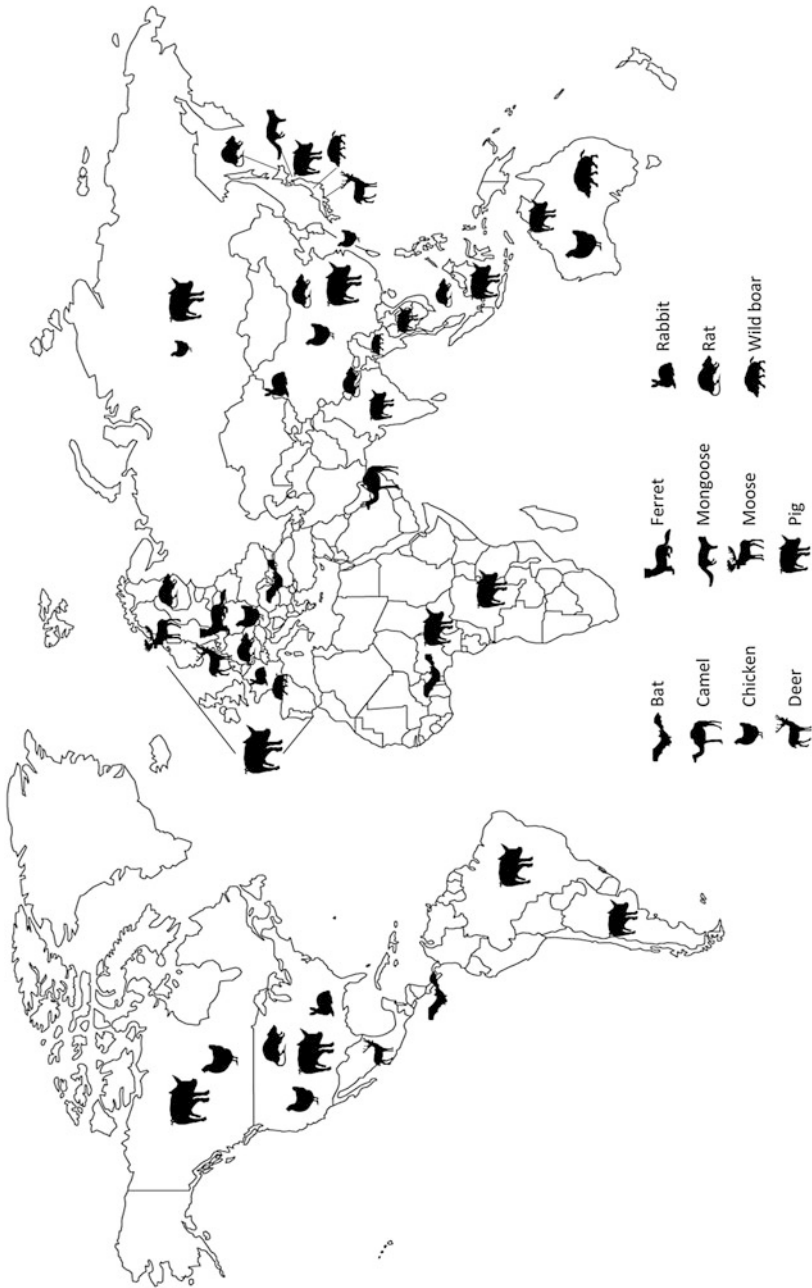 Bat
Camel
Chicken
Deer
Ferret
Mongoose
Moose
Pig
Rabbit
Rat
Wild boar